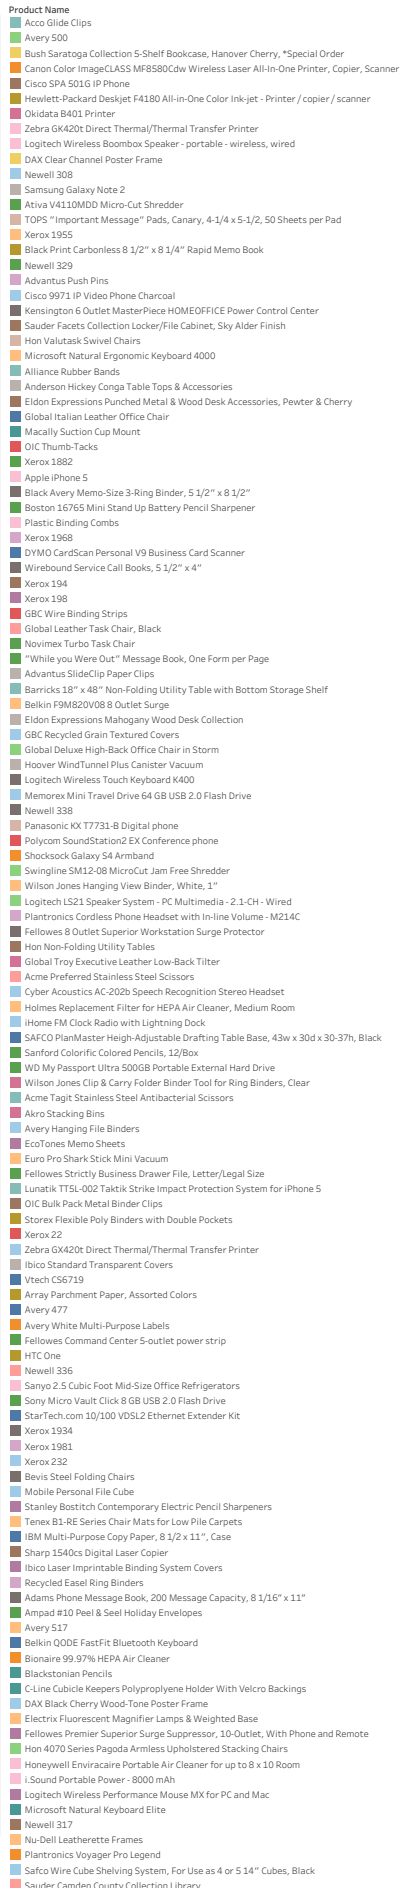 Product Name
Acco Glide Clips
Avery 500
Bush Saratoga Collection 5-Shelf Bookcase, Hanover Cherry, *Special Order
Canon Color ImageCLASS MF8580Cdw Wireless Laser All-In-One Printer, Copier, Scanner
Cisco SPA 501G IP Phone
Hewlett-Packard Deskjet F4180 All-in-One Color Ink-jet - Printer / copier / scanner
Okidata B401 Printer
Zebra GK420t Direct Thermal/Thermal Transfer Printer
Logitech Wireless Boombox Speaker - portable - wireless, wired
DAX Clear Channel Poster Frame
Newell 308
Samsung Galaxy Note 2
Ativa V4110MDD Micro-Cut Shredder
TOPS “Important Message” Pads, Canary, 4-1/4 x 5-1/2, 50 Sheets per Pad
Xerox 1955
Black Print Carbonless 8 1/2” x 8 1/4” Rapid Memo Book
Newell 329
Advantus Push Pins
Cisco 9971 IP Video Phone Charcoal
Kensington 6 Outlet MasterPiece HOMEOFFICE Power Control Center
Sauder Facets Collection Locker/File Cabinet, Sky Alder Finish
Hon Valutask Swivel Chairs
Microsoft Natural Ergonomic Keyboard 4000
Alliance Rubber Bands
Anderson Hickey Conga Table Tops & Accessories
Eldon Expressions Punched Metal & Wood Desk Accessories, Pewter & Cherry
Global Italian Leather Office Chair
Macally Suction Cup Mount
OIC Thumb-Tacks
Xerox 1882
Apple iPhone 5
Black Avery Memo-Size 3-Ring Binder, 5 1/2” x 8 1/2”
Boston 16765 Mini Stand Up Battery Pencil Sharpener
Plastic Binding Combs
Xerox 1968
DYMO CardScan Personal V9 Business Card Scanner
Wirebound Service Call Books, 5 1/2” x 4”
Xerox 194
Xerox 198
GBC Wire Binding Strips
Global Leather Task Chair, Black
Novimex Turbo Task Chair
“While you Were Out” Message Book, One Form per Page
Advantus SlideClip Paper Clips
Barricks 18” x 48” Non-Folding Utility Table with Bottom Storage Shelf
Belkin F9M820V08 8 Outlet Surge
Eldon Expressions Mahogany Wood Desk Collection
GBC Recycled Grain Textured Covers
Global Deluxe High-Back Office Chair in Storm
Hoover WindTunnel Plus Canister Vacuum
Logitech Wireless Touch Keyboard K400
Memorex Mini Travel Drive 64 GB USB 2.0 Flash Drive
Newell 338
Panasonic KX T7731-B Digital phone
Polycom SoundStation2 EX Conference phone
Shocksock Galaxy S4 Armband
Swingline SM12-08 MicroCut Jam Free Shredder
Wilson Jones Hanging View Binder, White, 1”
Logitech LS21 Speaker System - PC Multimedia - 2.1-CH - Wired
Plantronics Cordless Phone Headset with In-line Volume - M214C
Fellowes 8 Outlet Superior Workstation Surge Protector
Hon Non-Folding Utility Tables
Global Troy Executive Leather Low-Back Tilter
Acme Preferred Stainless Steel Scissors
Cyber Acoustics AC-202b Speech Recognition Stereo Headset
Holmes Replacement Filter for HEPA Air Cleaner, Medium Room
iHome FM Clock Radio with Lightning Dock
SAFCO PlanMaster Heigh-Adjustable Drafting Table Base, 43w x 30d x 30-37h, Black
Sanford Colorific Colored Pencils, 12/Box
WD My Passport Ultra 500GB Portable External Hard Drive
Wilson Jones Clip & Carry Folder Binder Tool for Ring Binders, Clear
Acme Tagit Stainless Steel Antibacterial Scissors
Akro Stacking Bins
Avery Hanging File Binders
EcoTones Memo Sheets
Euro Pro Shark Stick Mini Vacuum
Fellowes Strictly Business Drawer File, Letter/Legal Size
Lunatik TT5L-002 Taktik Strike Impact Protection System for iPhone 5
OIC Bulk Pack Metal Binder Clips
Storex Flexible Poly Binders with Double Pockets
Xerox 22
Zebra GX420t Direct Thermal/Thermal Transfer Printer
Ibico Standard Transparent Covers
Vtech CS6719
Array Parchment Paper, Assorted Colors
Avery 477
Avery White Multi-Purpose Labels
Fellowes Command Center 5-outlet power strip
HTC One
Newell 336
Sanyo 2.5 Cubic Foot Mid-Size Office Refrigerators
Sony Micro Vault Click 8 GB USB 2.0 Flash Drive
StarTech.com 10/100 VDSL2 Ethernet Extender Kit
Xerox 1934
Xerox 1981
Xerox 232
Bevis Steel Folding Chairs
Mobile Personal File Cube
Stanley Bostitch Contemporary Electric Pencil Sharpeners
Tenex B1-RE Series Chair Mats for Low Pile Carpets
IBM Multi-Purpose Copy Paper, 8 1/2 x 11”, Case
Sharp 1540cs Digital Laser Copier
Ibico Laser Imprintable Binding System Covers
Recycled Easel Ring Binders
Adams Phone Message Book, 200 Message Capacity, 8 1/16” x 11”
Ampad #10 Peel & Seel Holiday Envelopes
Avery 517
Belkin QODE FastFit Bluetooth Keyboard
Bionaire 99.97% HEPA Air Cleaner
Blackstonian Pencils
C-Line Cubicle Keepers Polyproplyene Holder With Velcro Backings
DAX Black Cherry Wood-Tone Poster Frame
Electrix Fluorescent Magnifier Lamps & Weighted Base
Fellowes Premier Superior Surge Suppressor, 10-Outlet, With Phone and Remote
Hon 4070 Series Pagoda Armless Upholstered Stacking Chairs
Honeywell Enviracaire Portable Air Cleaner for up to 8 x 10 Room
i.Sound Portable Power - 8000 mAh
Logitech Wireless Performance Mouse MX for PC and Mac
Microsoft Natural Keyboard Elite
Newell 317
Nu-Dell Leatherette Frames
Plantronics Voyager Pro Legend
Safco Wire Cube Shelving System, For Use as 4 or 5 14” Cubes, Black
Sauder Camden County Collection Library